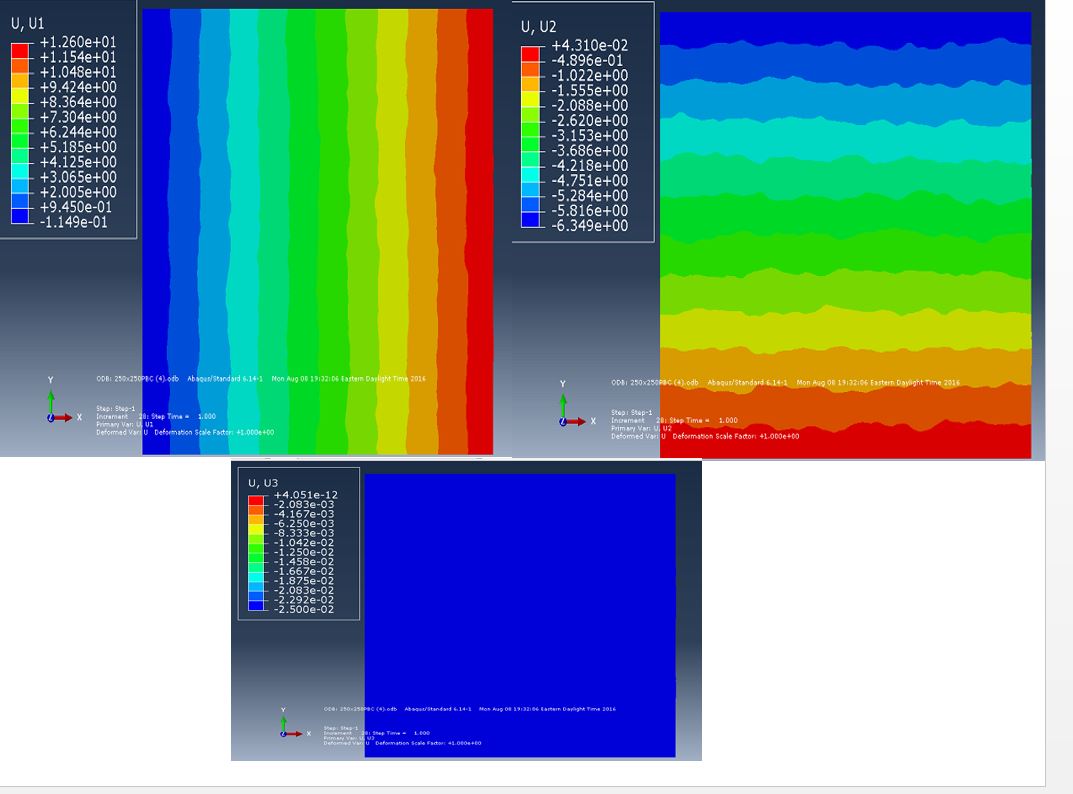 U, U1
+1.260e+01
+1.154e+01
+1.048e+01
+9.424e+00
+8.364e+00
+7.304e+00
+6.244e+00
+5.185e+00
+4.125e+00
+3.065e+00
+2.005e+00
+9.450e-01
-1.149e-01
Y
X
Z
ODB: 250x250PBC (4).odb Abaqus/Standard 6.14-1 Mon Aug 08 19:32:06 Eastern Daylight Time 2016
Step: Step-1
Increment 28: Step Time = 1.000
Primary Var: U, U1
Deformed Var: U Deformation Scale Factor: +1.000e+00
U, U2
+4.310e-02
-4.896e-01
-1.022e+00
-1.555e+00
-2.088e+00
-2.620e+00
-3.153e+00
-3.686e+00
-4.218e+00
-4.751e+00
-5.284e+00
-5.816e+00
-6.349e+00
Y
X
Z
ODB: 250x250PBC (4).odb Abaqus/Standard 6.14-1 Mon Aug 08 19:32:06 Eastern Daylight Time 2016
Step: Step-1
Increment 28: Step Time = 1.000
Primary Var: U, U2
Deformed Var: U Deformation Scale Factor: +1.000e+00
U, U3
+4.051e-12
-2.083e-03
-4.167e-03
-6.250e-03
-8.333e-03
-1.042e-02
-1.250e-02
-1.458e-02
-1.667e-02
-1.875e-02
-2.083e-02
-2.292e-02
-2.500e-02
Y
X
Z
ODB: 250x250PBC (4).odb Abaqus/Standard 6.14-1 Mon Aug 08 19:32:06 Eastern Daylight Time 2016
Step: Step-1
Increment 28: Step Time = 1.000
Primary Var: U, U3
Deformed Var: U Deformation Scale Factor: +1.000e+00